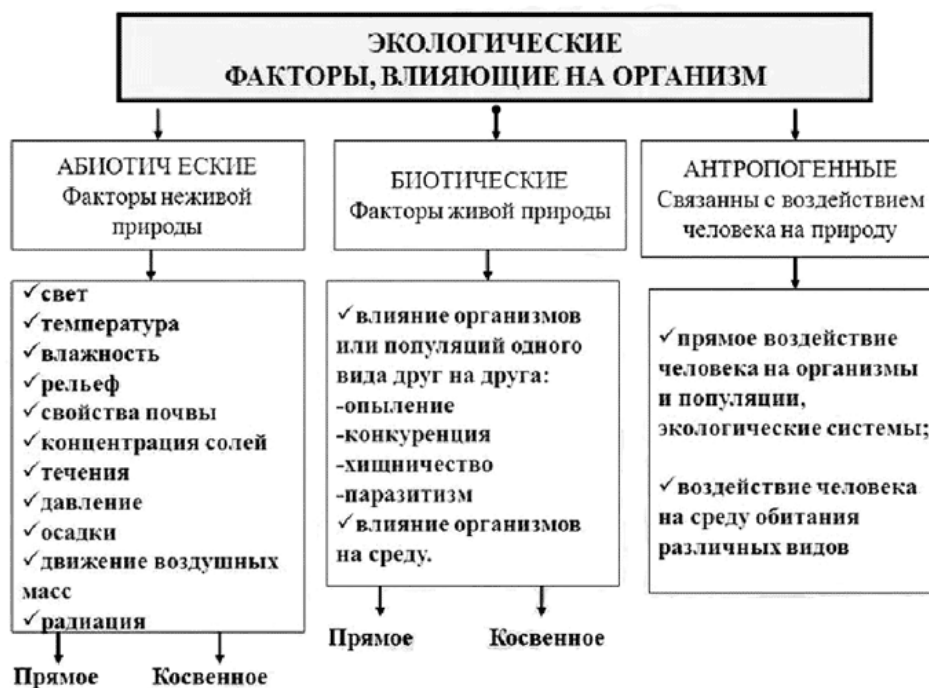 ЭКОЛОГИЧЕСКИЕ
ФАКТОРЫ, ВЛИЯЮЩИЕ НА ОРГАНИЗМ
АБИОТИЧ ЕСКИЕ
Факторы неживой
природы
✓свет
✓температура
✓влажность
✓рельеф
✓свойства почвы
✓концентрация солей
✓течения
✓давление
✓осадки
✓движение воздушных
масс
✓радиация
Прямое
Косвенное
БИОТИЧЕСКИЕ
Факторы живой природы
✓влияние организмов
или популяций одного
вида друг на друга:
-опыление
-конкуренция
-хищничество
-паразитизм
✓влияние организмов
на среду.
Прямое
Косвенное
АНТРОПОГЕННЫЕ
Связанны с воздействием
человека на природу
✓прямое воздействие
человека на организмы
и популяции,
экологические системы;
✓воздействие человека
на среду обитания
различных видов